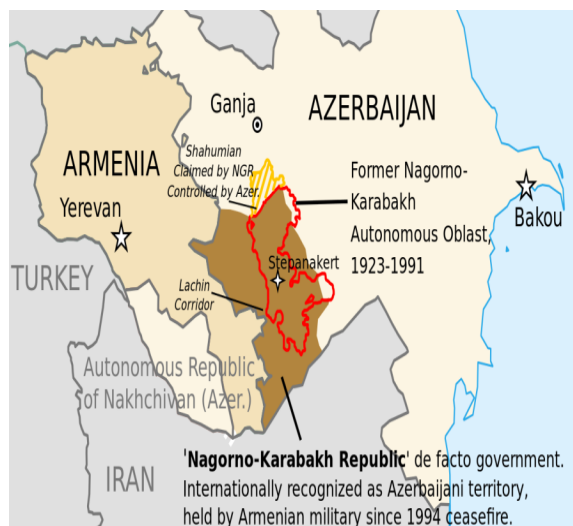 Ganja
AZERBAIJAN
Shahumian
Claimed by NGR
Controlled by Azer.
ARMENIA
Former Nagorno-
Karabakh
Autonomous Oblast,
1923-1991
Yerevan
Bakou
Stepanakert
TURKEY
Lachin
Corridor
Autonomous Republic
of Nakhchivan (Azer.)
IRAN
'Nagorno-Karabakh Republic' de facto government.
Internationally recognized as Azerbaijani territory,
held by Armenian military since 1994 ceasefire.